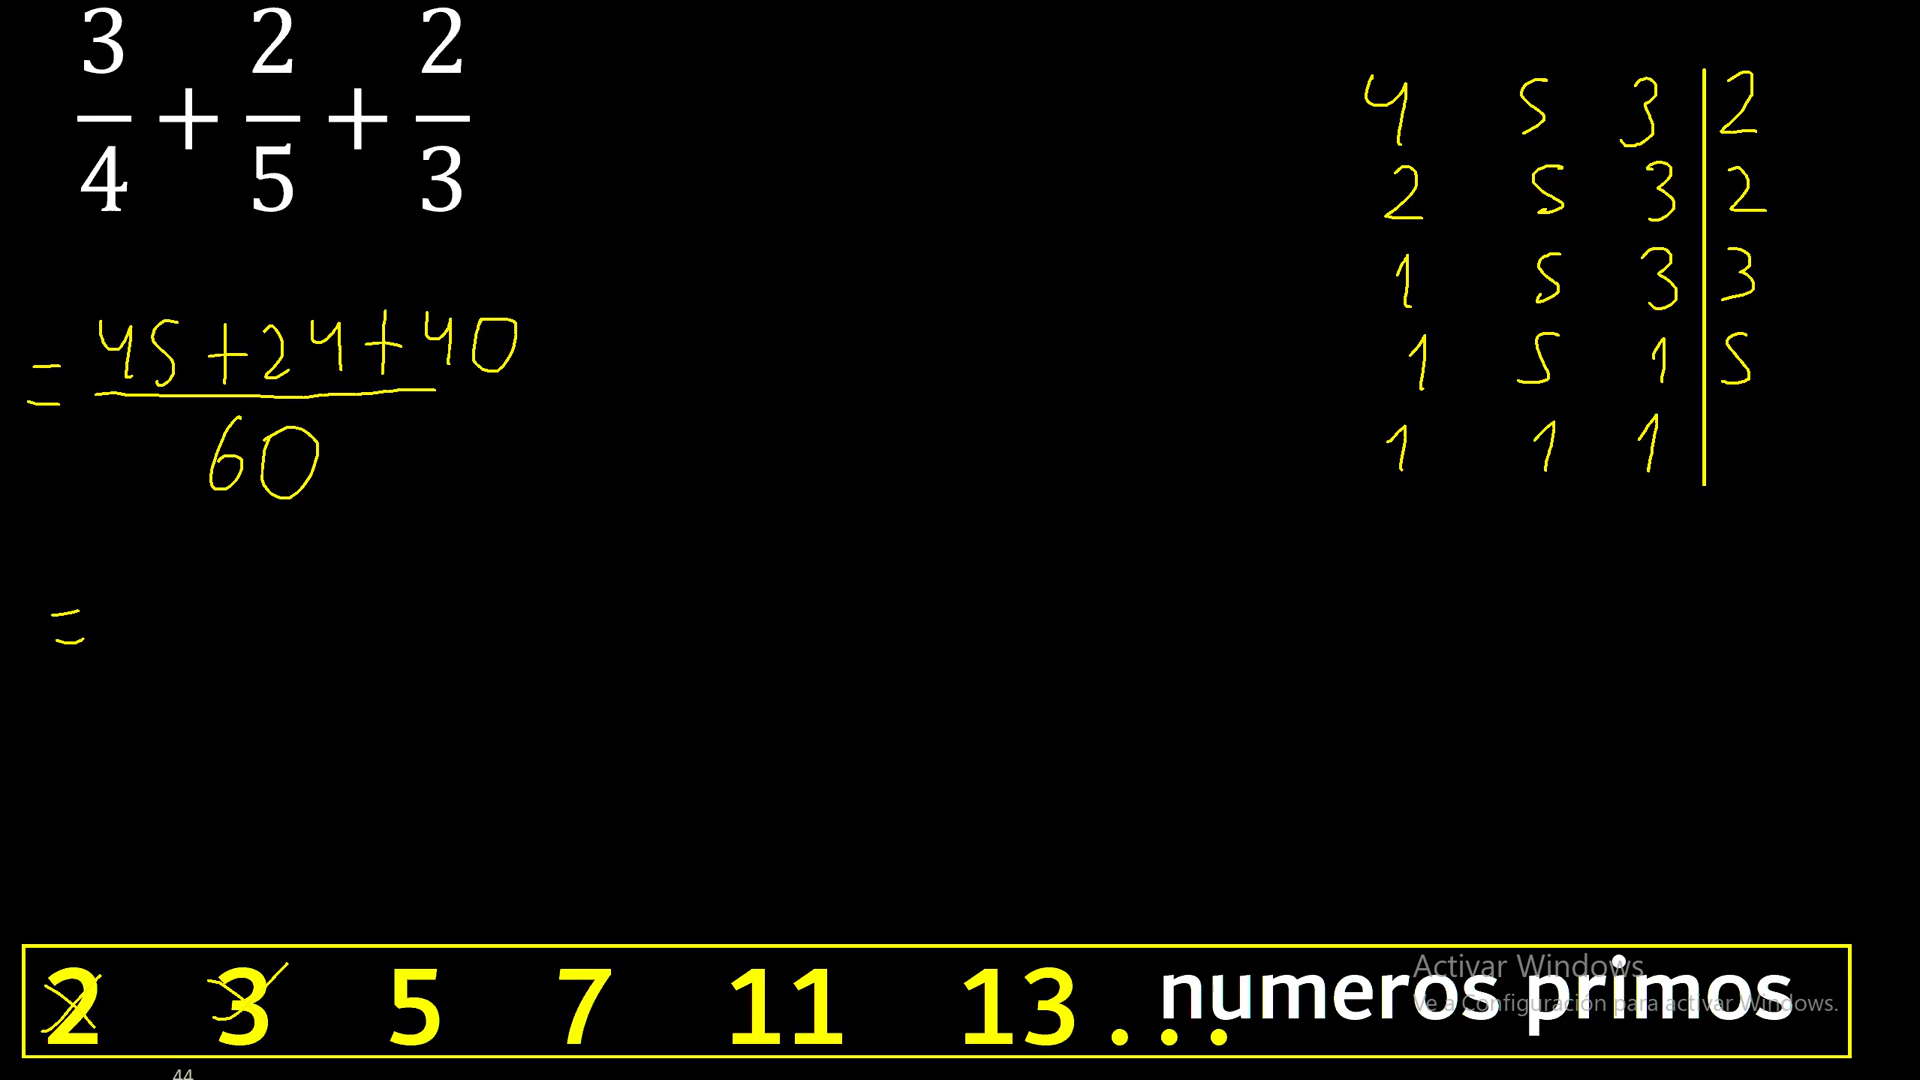 3/4 + 2/5 + 2/3
= 45+24+40 / 60
=
4 5 3 | 2
2 5 3 | 2
1 5 3 | 3
1 5 1 | 5
1 1 1 |
2 3 5 7 11 13 ... numeros primos
Activar Windows
Ve a Configuración para activar Windows.
44